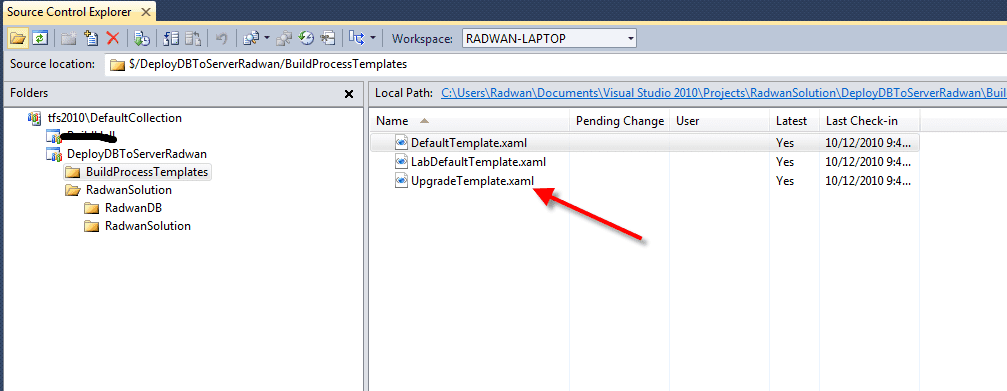 Source Control Explorer
Workspace: RADWAN-LAPTOP
Source location: $/DeployDBToServerRadwan/BuildProcessTemplates
Folders
tfs2010\DefaultCollection
DeployDBToServerRadwan
BuildProcessTemplates
RadwanSolution
RadwanDB
RadwanSolution
Local Path: C:\Users\Radwan\Documents\Visual Studio 2010\Projects\RadwanSolution\DeployDBToServerRadwan\Buil
Name Pending Change User Latest Last Check-in
DefaultTemplate.xaml Yes 10/12/2010 9:4...
LabDefaultTemplate.xaml Yes 10/12/2010 9:4...
UpgradeTemplate.xaml Yes 10/12/2010 9:4...